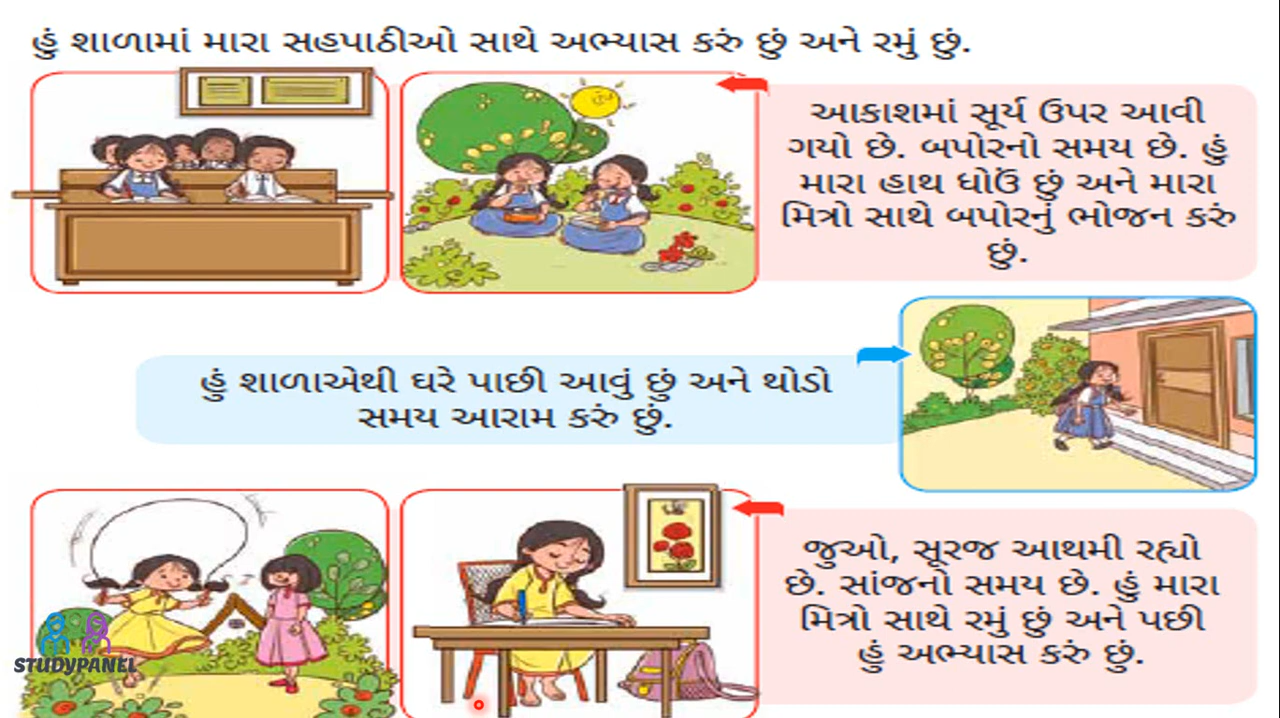 હું શાળામાં મારા સહપાઠીઓ સાથે અભ્યાસ કરું છું અને રમું છું.
આકાશમાં સૂર્ય ઉપર આવી
ગયો છે. બપોરનો સમય છે. હું
મારા હાથ ધોઉં છું અને મારા
મિત્રો સાથે બપોરનું ભોજન કરું
છું.
હું શાળાએથી ઘરે પાછી આવું છું અને થોડો
સમય આરામ કરું છું.
જુઓ, સૂરજ આથમી રહ્યો
છે. સાંજનો સમય છે. હું મારા
મિત્રો સાથે રમું છું અને પછી
હું અભ્યાસ કરું છું.
STUDYPANEL